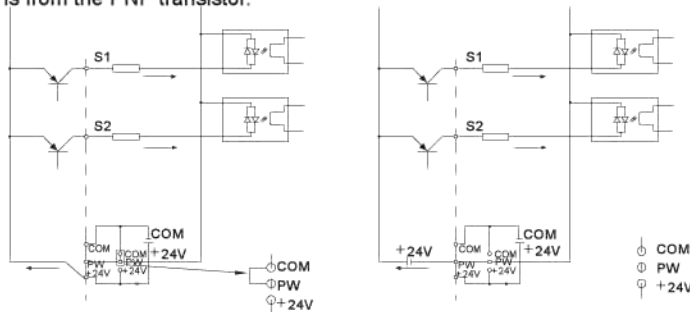 is from the PNP transistor.
S1
S2
COM
+24V
COM
PW
+24V
COM
PW
+24V
COM
PW
+24V
S1
S2
+24V
COM
+24V
COM
PW
+24V
COM
PW
+24V
COM
PW
+24V